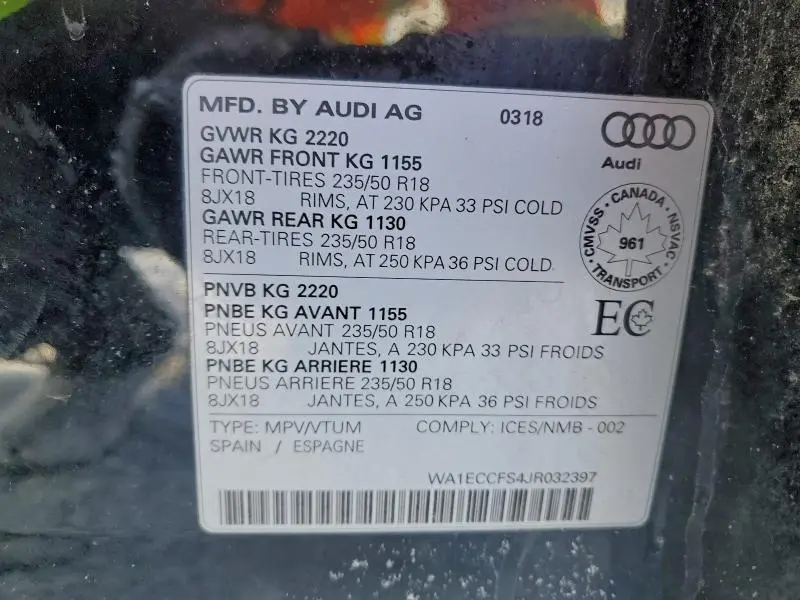 MFD. BY AUDI AG 0318
GVWR KG 2220
GAWR FRONT KG 1155
FRONT-TIRES 235/50 R18
8JX18 RIMS, AT 230 KPA 33 PSI COLD
GAWR REAR KG 1130
REAR-TIRES 235/50 R18
8JX18 RIMS, AT 250 KPA 36 PSI COLD
Audi
CMVSS · CANADA · NSVAC
961
· TRANSPORT ·
PNVB KG 2220
PNBE KG AVANT 1155
PNEUS AVANT 235/50 R18
8JX18 JANTES, A 230 KPA 33 PSI FROIDS
PNBE KG ARRIERE 1130
PNEUS ARRIERE 235/50 R18
8JX18 JANTES, A 250 KPA 36 PSI FROIDS
EC
TYPE: MPV/VTUM COMPLY: ICES/NMB - 002
SPAIN / ESPAGNE
WA1ECCFS4JR032397